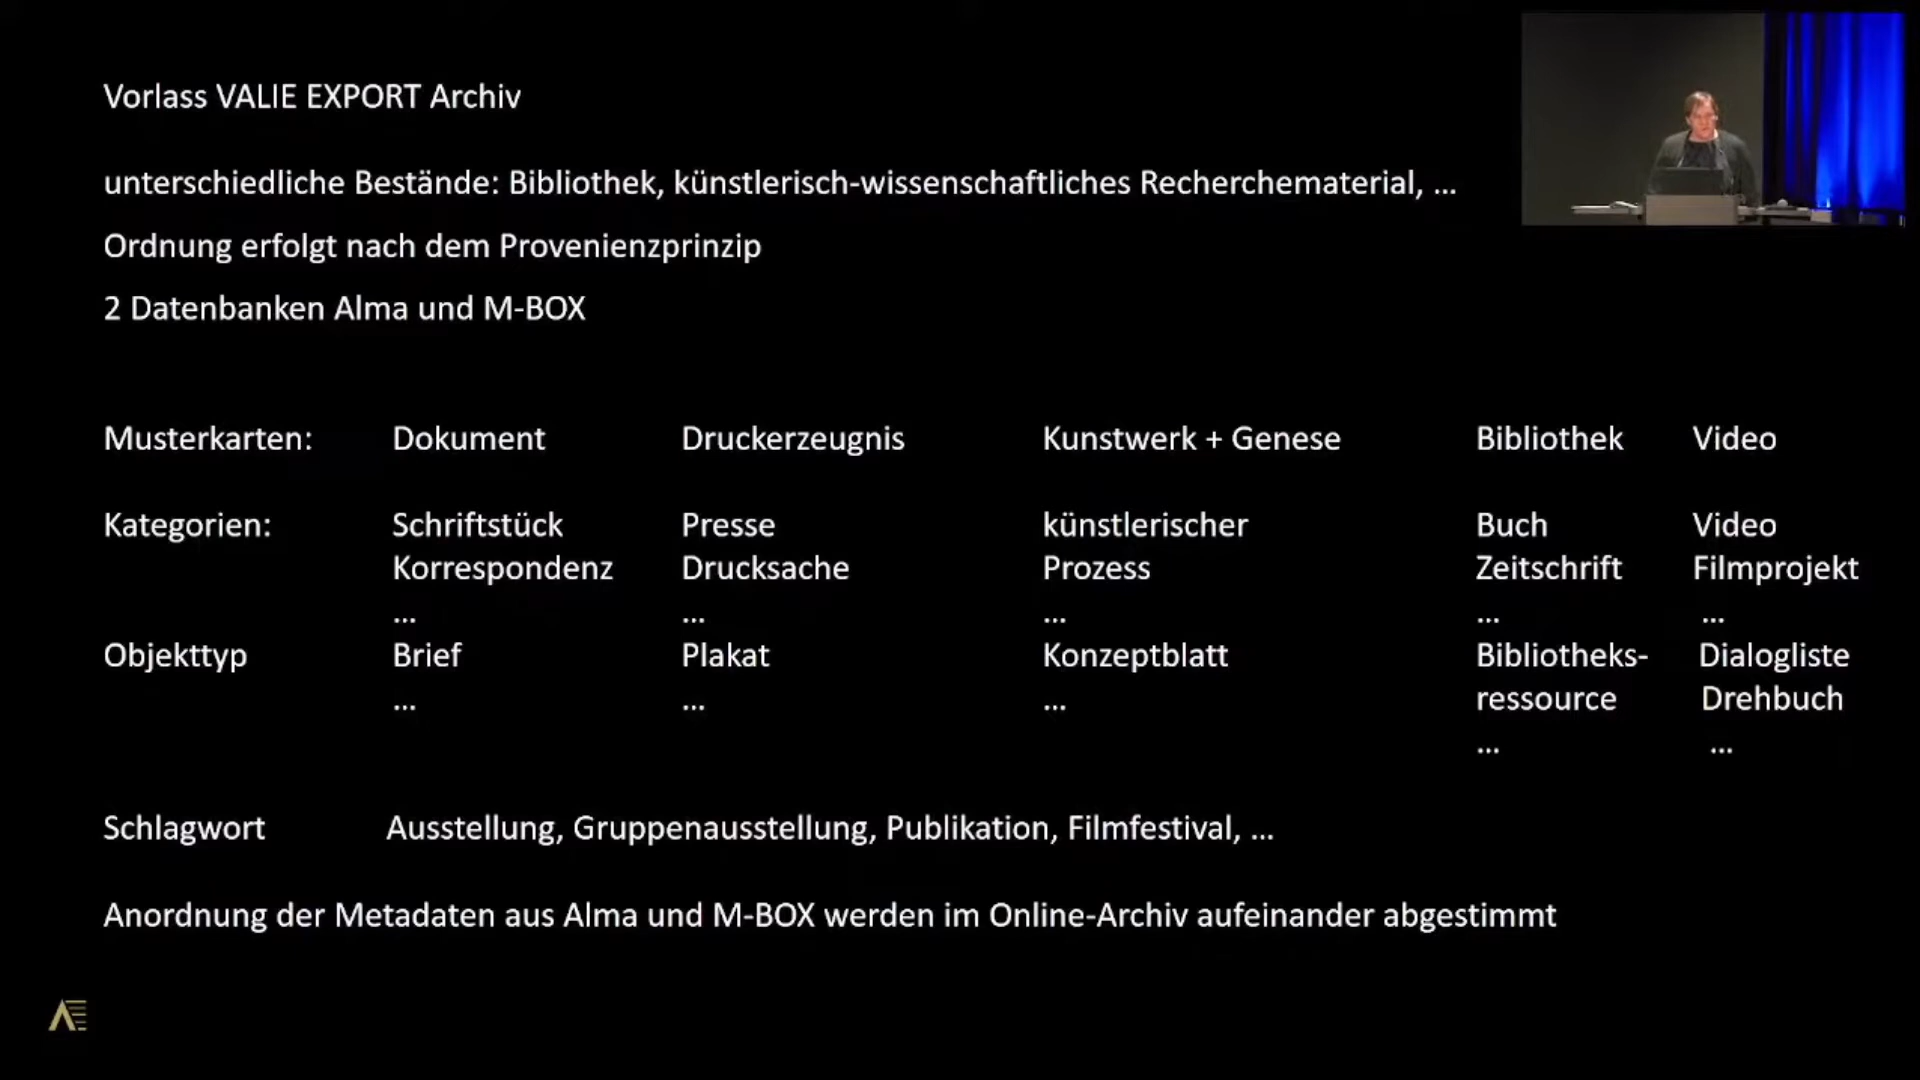 Vorlass VALIE EXPORT Archiv
unterschiedliche Bestände: Bibliothek, künstlerisch-wissenschaftliches Recherchematerial, ...
Ordnung erfolgt nach dem Provenienzprinzip
2 Datenbanken Alma und M-BOX
Musterkarten: Dokument Druckerzeugnis Kunstwerk + Genese Bibliothek Video
Kategorien: Schriftstück Presse künstlerischer Buch Video
Korrespondenz Drucksache Prozess Zeitschrift Filmprojekt
... ... ... ... ...
Objekttyp Brief Plakat Konzeptblatt Bibliotheks- Dialogliste
... ... ... ressource Drehbuch
... ...
Schlagwort Ausstellung, Gruppenausstellung, Publikation, Filmfestival, ...
Anordnung der Metadaten aus Alma und M-BOX werden im Online-Archiv aufeinander abgestimmt